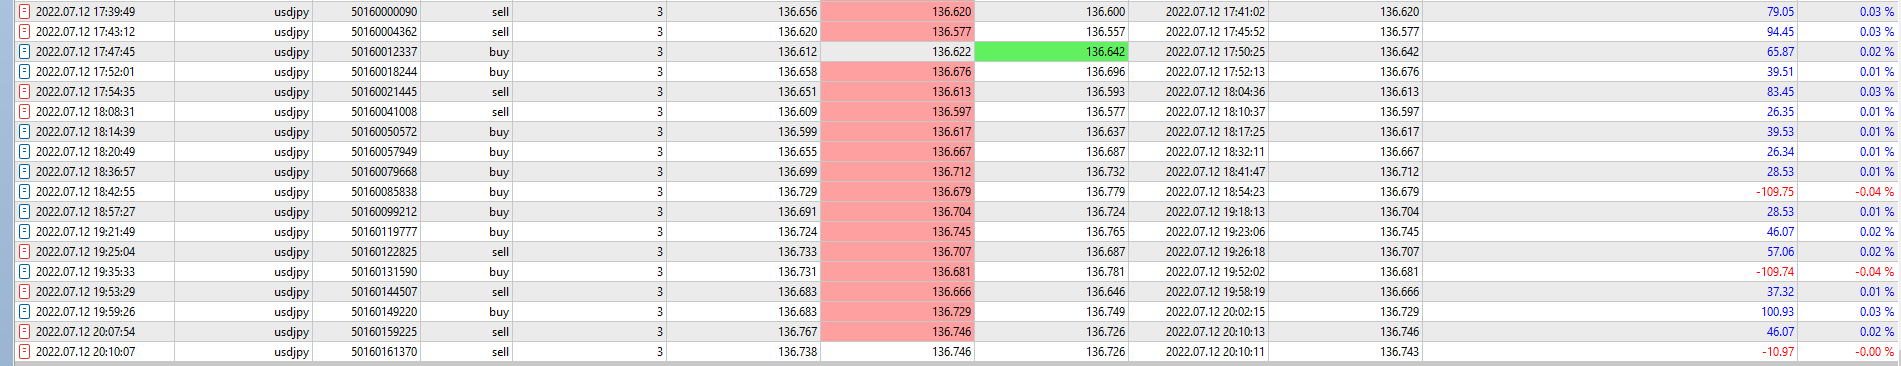 2022.07.12 17:39:49 usdjpy 50160000090 sell 3 136.656 136.620 136.600 2022.07.12 17:41:02 136.620 79.05 0.03 %
2022.07.12 17:43:12 usdjpy 50160004362 sell 3 136.620 136.577 136.557 2022.07.12 17:45:52 136.577 94.45 0.03 %
2022.07.12 17:47:45 usdjpy 50160012337 buy 3 136.612 136.622 136.642 2022.07.12 17:50:25 136.642 65.87 0.02 %
2022.07.12 17:52:01 usdjpy 50160018244 buy 3 136.658 136.676 136.696 2022.07.12 17:52:13 136.676 39.51 0.01 %
2022.07.12 17:54:35 usdjpy 50160021445 sell 3 136.651 136.613 136.593 2022.07.12 18:04:36 136.613 83.45 0.03 %
2022.07.12 18:08:31 usdjpy 50160041008 sell 3 136.609 136.597 136.577 2022.07.12 18:10:37 136.597 26.35 0.01 %
2022.07.12 18:14:39 usdjpy 50160050572 buy 3 136.599 136.617 136.637 2022.07.12 18:17:25 136.617 39.53 0.01 %
2022.07.12 18:20:49 usdjpy 50160057949 buy 3 136.655 136.667 136.687 2022.07.12 18:32:11 136.667 26.34 0.01 %
2022.07.12 18:36:57 usdjpy 50160079668 buy 3 136.699 136.712 136.732 2022.07.12 18:41:47 136.712 28.53 0.01 %
2022.07.12 18:42:55 usdjpy 50160085838 buy 3 136.729 136.679 136.779 2022.07.12 18:54:23 136.679 -109.75 -0.04 %
2022.07.12 18:57:27 usdjpy 50160099212 buy 3 136.691 136.704 136.724 2022.07.12 19:18:13 136.704 28.53 0.01 %
2022.07.12 19:21:49 usdjpy 50160119777 buy 3 136.724 136.745 136.765 2022.07.12 19:23:06 136.745 46.07 0.02 %
2022.07.12 19:25:04 usdjpy 50160122825 sell 3 136.733 136.707 136.687 2022.07.12 19:26:18 136.707 57.06 0.02 %
2022.07.12 19:35:33 usdjpy 50160131590 buy 3 136.731 136.681 136.781 2022.07.12 19:52:02 136.681 -109.74 -0.04 %
2022.07.12 19:53:29 usdjpy 50160144507 sell 3 136.683 136.666 136.646 2022.07.12 19:58:19 136.666 37.32 0.01 %
2022.07.12 19:59:26 usdjpy 50160149220 buy 3 136.683 136.729 136.749 2022.07.12 20:02:15 136.729 100.93 0.03 %
2022.07.12 20:07:54 usdjpy 50160159225 sell 3 136.767 136.746 136.726 2022.07.12 20:10:13 136.746 46.07 0.02 %
2022.07.12 20:10:07 usdjpy 50160161370 sell 3 136.738 136.746 136.726 2022.07.12 20:10:11 136.743 -10.97 -0.00 %